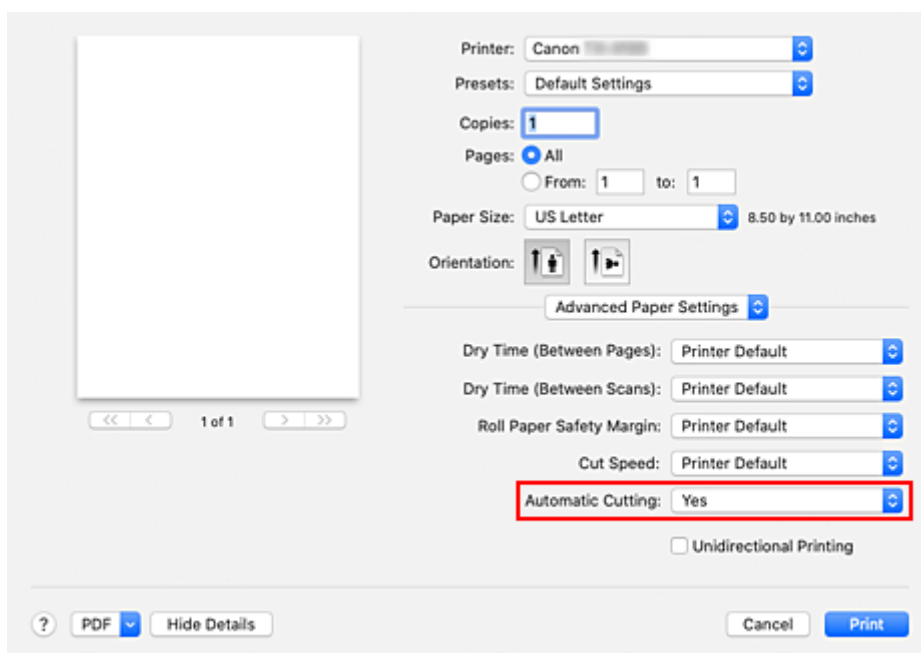 Printer: Canon
Presets: Default Settings
Copies: 1
Pages: All
From: 1 to: 1
Paper Size: US Letter 8.50 by 11.00 inches
Orientation:
Advanced Paper Settings
Dry Time (Between Pages): Printer Default
Dry Time (Between Scans): Printer Default
Roll Paper Safety Margin: Printer Default
Cut Speed: Printer Default
Automatic Cutting: Yes
Unidirectional Printing
<< < 1 of 1 > >>
? PDF Hide Details Cancel Print